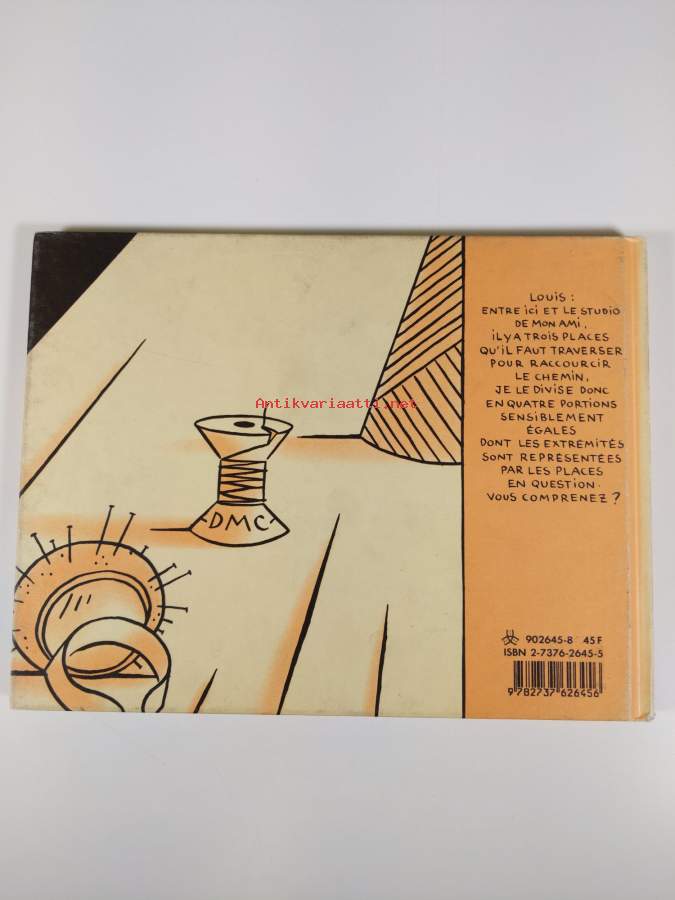 LOUIS :
ENTRE ICI ET LE STUDIO
DE MON AMI,
IL Y A TROIS PLACES
QU'IL FAUT TRAVERSER
POUR RACCOURCIR
LE CHEMIN,
JE LE DIVISE DONC
EN QUATRE PORTIONS
SENSIBLEMENT
ÉGALES
DONT LES EXTRÉMITÉS
SONT REPRÉSENTÉES
PAR LES PLACES
EN QUESTION.
VOUS COMPRENEZ ?
Antikvariaatti.net
-DMC-
902645-8 45 F
ISBN 2-7376-2645-5
9 782737 626456